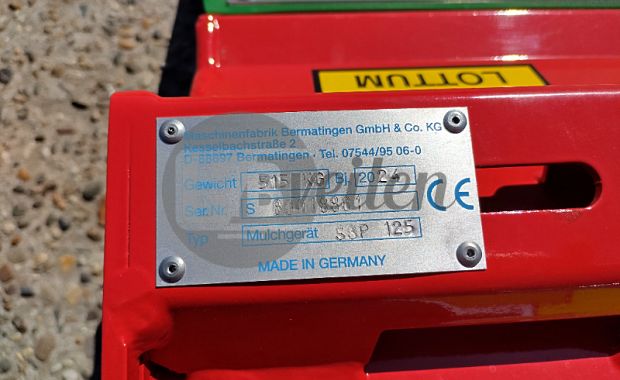 LOTTUM
Maschinenfabrik Bermatingen GmbH & Co. KG
Kesselbachstraße 2
D-88697 Bermatingen · Tel. 07544/95 06-0
Gewicht 515 KG Bj. 2024
Ser.Nr. S
Typ Mulchgerät SSP 125
CE
MADE IN GERMANY